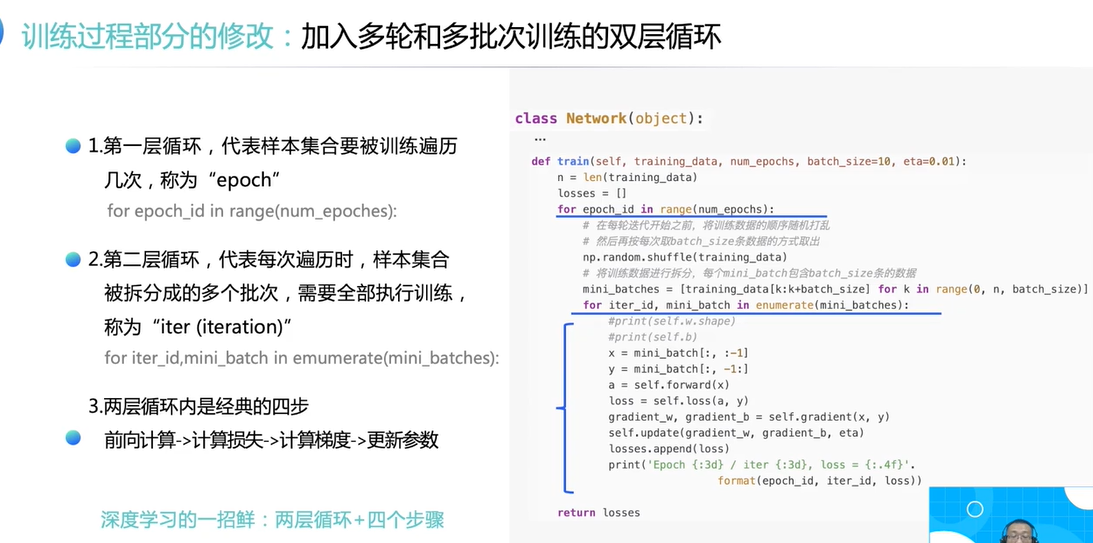 训练过程部分的修改：加入多轮和多批次训练的双层循环
1.第一层循环，代表样本集合要被训练遍历
几次，称为“epoch”
for epoch_id in range(num_epoches):
2.第二层循环，代表每次遍历时，样本集合
被拆分成的多个批次，需要全部执行训练，
称为“iter (iteration)”
for iter_id,mini_batch in emumerate(mini_batches):
3.两层循环内是经典的四步
前向计算->计算损失->计算梯度->更新参数
深度学习的一招鲜：两层循环+四个步骤
class Network(object):
...
def train(self, training_data, num_epochs, batch_size=10, eta=0.01):
n = len(training_data)
losses = []
for epoch_id in range(num_epochs):
# 在每轮迭代开始之前，将训练数据的顺序随机打乱
# 然后再按每次取batch_size条数据的方式取出
np.random.shuffle(training_data)
# 将训练数据进行拆分，每个mini_batch包含batch_size条的数据
mini_batches = [training_data[k:k+batch_size] for k in range(0, n, batch_size)]
for iter_id, mini_batch in enumerate(mini_batches):
#print(self.w.shape)
#print(self.b)
x = mini_batch[:, :-1]
y = mini_batch[:, -1:]
a = self.forward(x)
loss = self.loss(a, y)
gradient_w, gradient_b = self.gradient(x, y)
self.update(gradient_w, gradient_b, eta)
losses.append(loss)
print('Epoch {:3d} / iter {:3d}, loss = {:.4f}'.
format(epoch_id, iter_id, loss))
return losses